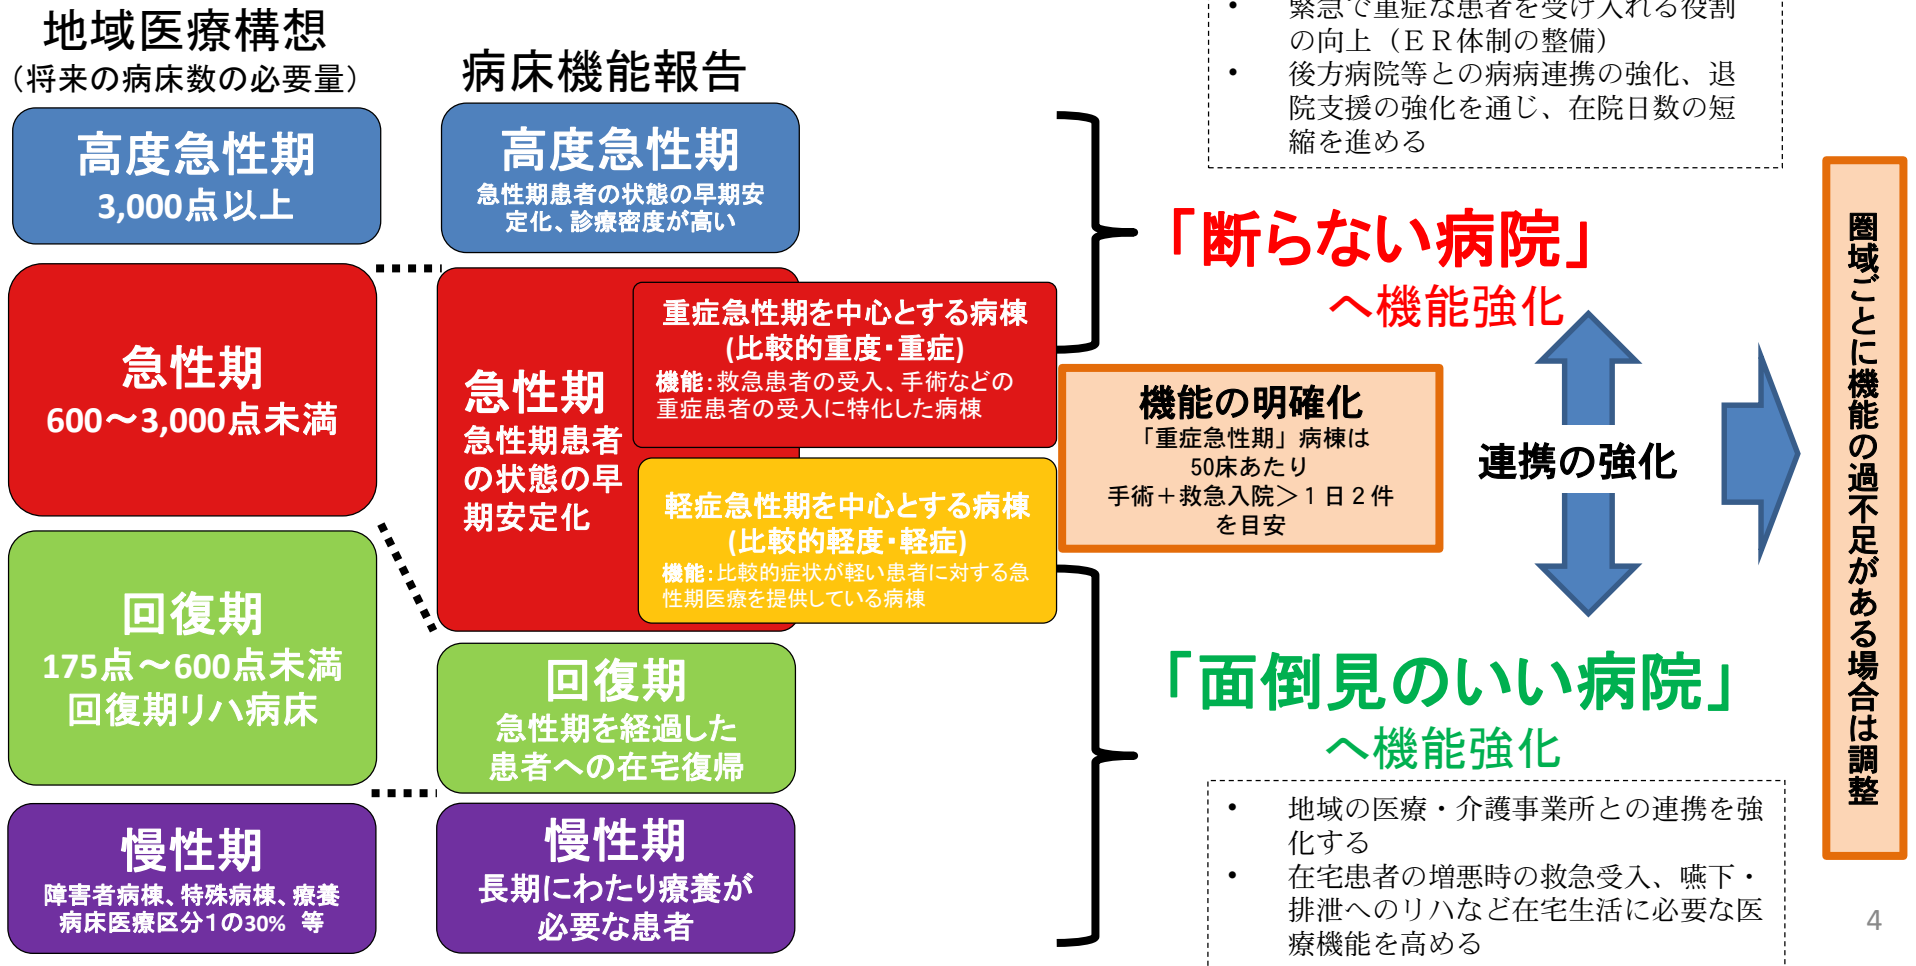 地域医療構想
（将来の病床数の必要量）
高度急性期
3,000点以上
急性期
600～3,000点未満
回復期
175点～600点未満
回復期リハ病床
慢性期
障害者病棟、特殊病棟、療養
病床医療区分１の30% 等
病床機能報告
高度急性期
急性期患者の状態の早期安
定化、診療密度が高い
急性期
急性期患者
の状態の早
期安定化
重症急性期を中心とする病棟
(比較的重度・重症)
機能：救急患者の受入、手術などの
重症患者の受入に特化した病棟
軽症急性期を中心とする病棟
(比較的軽度・軽症)
機能：比較的症状が軽い患者に対する急
性期医療を提供している病棟
回復期
急性期を経過した
患者への在宅復帰
慢性期
長期にわたり療養が
必要な患者
• 緊急で重症な患者を受け入れる役割
の向上（ＥＲ体制の整備）
• 後方病院等との病病連携の強化、退
院支援の強化を通じ、在院日数の短
縮を進める
「断らない病院」
へ機能強化
機能の明確化
「重症急性期」病棟は
50床あたり
手術＋救急入院＞１日２件
を目安
連携の強化
「面倒見のいい病院」
へ機能強化
• 地域の医療・介護事業所との連携を強
化する
• 在宅患者の増悪時の救急受入、嚥下・
排泄へのリハなど在宅生活に必要な医
療機能を高める
圏域ごとに機能の過不足がある場合は調整
4